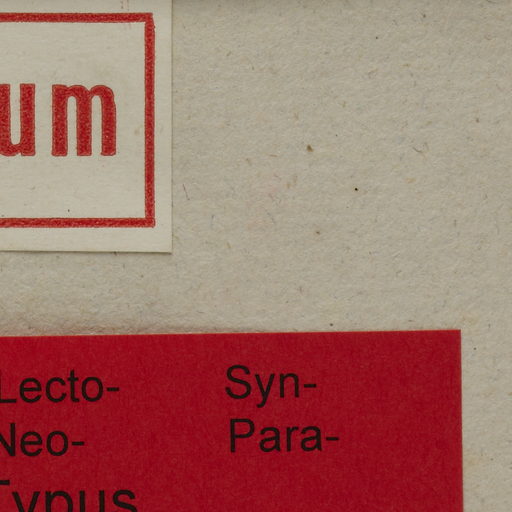 um
Lecto- Syn-
Neo- Para-
Typus